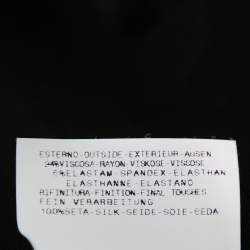 ESTERNO-OUTSIDE-EXTERIEUR-AUSEN
VISCOSA-RAYON-VISKOSE-VISCOSE
6%ELASTAM-SPANDEX-ELASTHAN
ELASTHANNE-ELASTANO
RIFINITURA-FINITION-FINAL TOUCHES
FEIN VERARBEITUNG
100%SETA-SILK-SEIDE-SOIE-SEDA